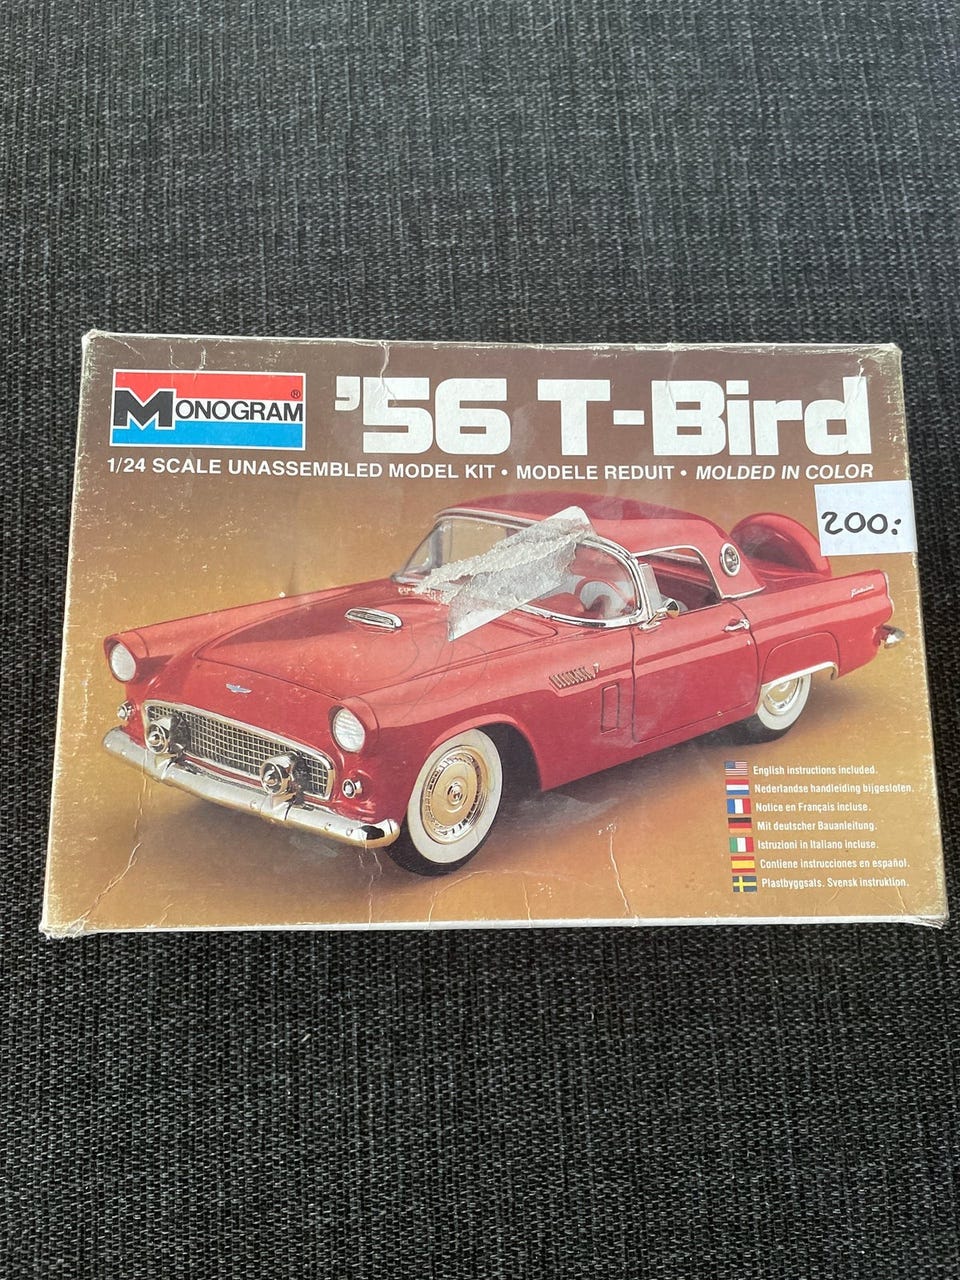 MONOGRAM®
'56 T-Bird
1/24 SCALE UNASSEMBLED MODEL KIT • MODELE REDUIT • MOLDED IN COLOR
200:
English instructions included.
Nederlandse handleiding bijgesloten.
Notice en Français incluse.
Mit deutscher Bauanleitung.
Istruzioni in Italiano incluse.
Contiene instrucciones en español.
Plastbyggsats. Svensk instruktion.